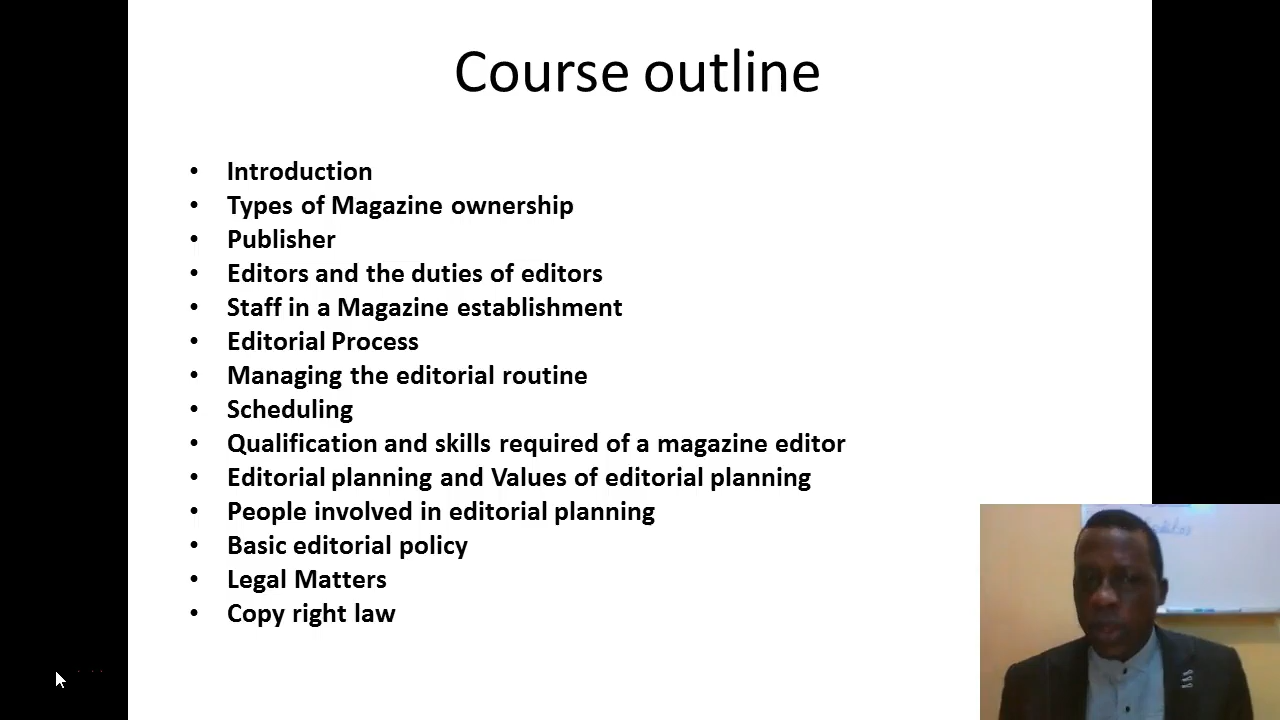 Course outline
• Introduction
• Types of Magazine ownership
• Publisher
• Editors and the duties of editors
• Staff in a Magazine establishment
• Editorial Process
• Managing the editorial routine
• Scheduling
• Qualification and skills required of a magazine editor
• Editorial planning and Values of editorial planning
• People involved in editorial planning
• Basic editorial policy
• Legal Matters
• Copy right law